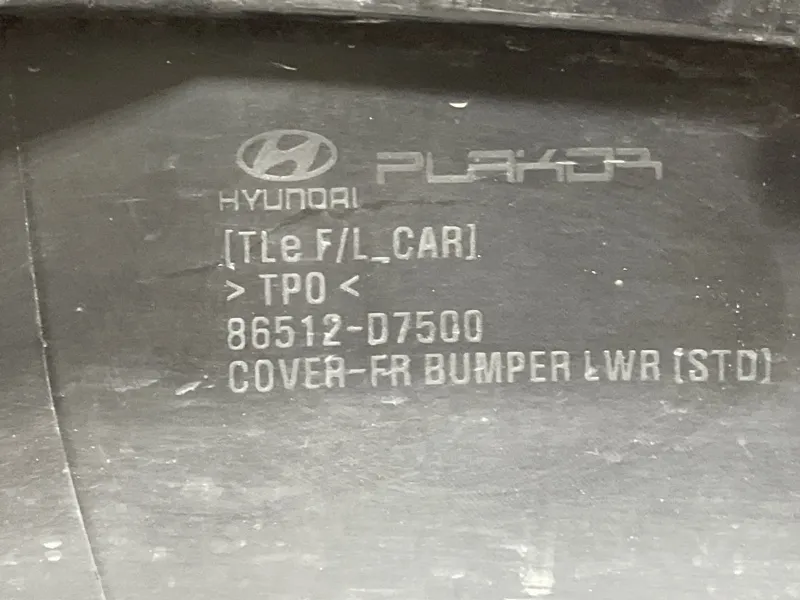 PLAKOR
HYUNDAI
[TLe F/L_CAR]
> TPO <
86512-D7500
COVER-FR BUMPER LWR [STD]